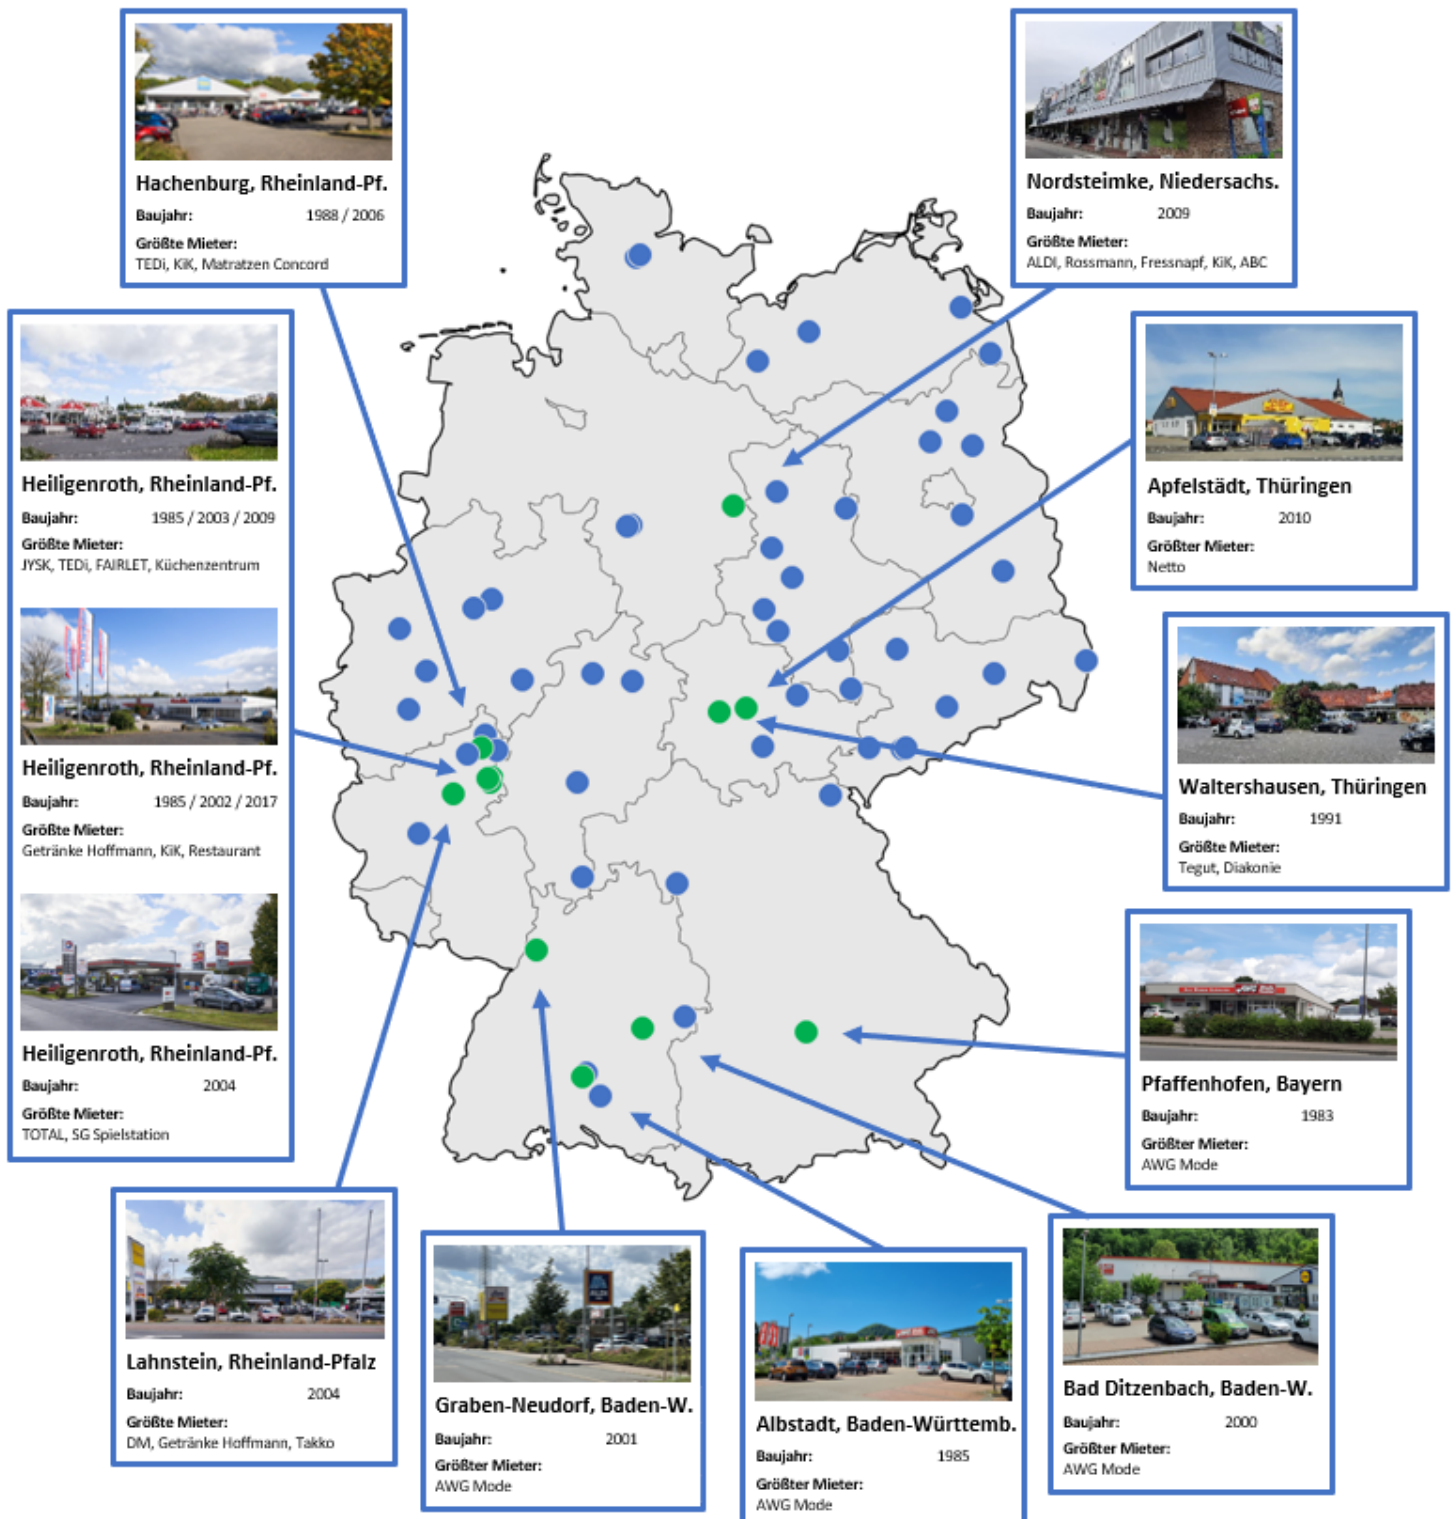 Hachenburg, Rheinland-Pf.
Baujahr: 1988 / 2006
Größte Mieter:
TEDi, KiK, Matratzen Concord
Nordsteimke, Niedersachs.
Baujahr: 2009
Größte Mieter:
ALDI, Rossmann, Fressnapf, KiK, ABC
Heiligenroth, Rheinland-Pf.
Baujahr: 1985 / 2003 / 2009
Größte Mieter:
JYSK, TEDi, FAIRLET, Küchenzentrum
Heiligenroth, Rheinland-Pf.
Baujahr: 1985 / 2002 / 2017
Größte Mieter:
Getränke Hoffmann, KiK, Restaurant
Heiligenroth, Rheinland-Pf.
Baujahr: 2004
Größte Mieter:
TOTAL, SG Spielstation
Apfelstädt, Thüringen
Baujahr: 2010
Größter Mieter:
Netto
Waltershausen, Thüringen
Baujahr: 1991
Größte Mieter:
Tegut, Diakonie
Pfaffenhofen, Bayern
Baujahr: 1983
Größter Mieter:
AWG Mode
Lahnstein, Rheinland-Pfalz
Baujahr: 2004
Größte Mieter:
DM, Getränke Hoffmann, Takko
Graben-Neudorf, Baden-W.
Baujahr: 2001
Größter Mieter:
AWG Mode
Albstadt, Baden-Württemb.
Baujahr: 1985
Größter Mieter:
AWG Mode
Bad Ditzenbach, Baden-W.
Baujahr: 2000
Größter Mieter:
AWG Mode